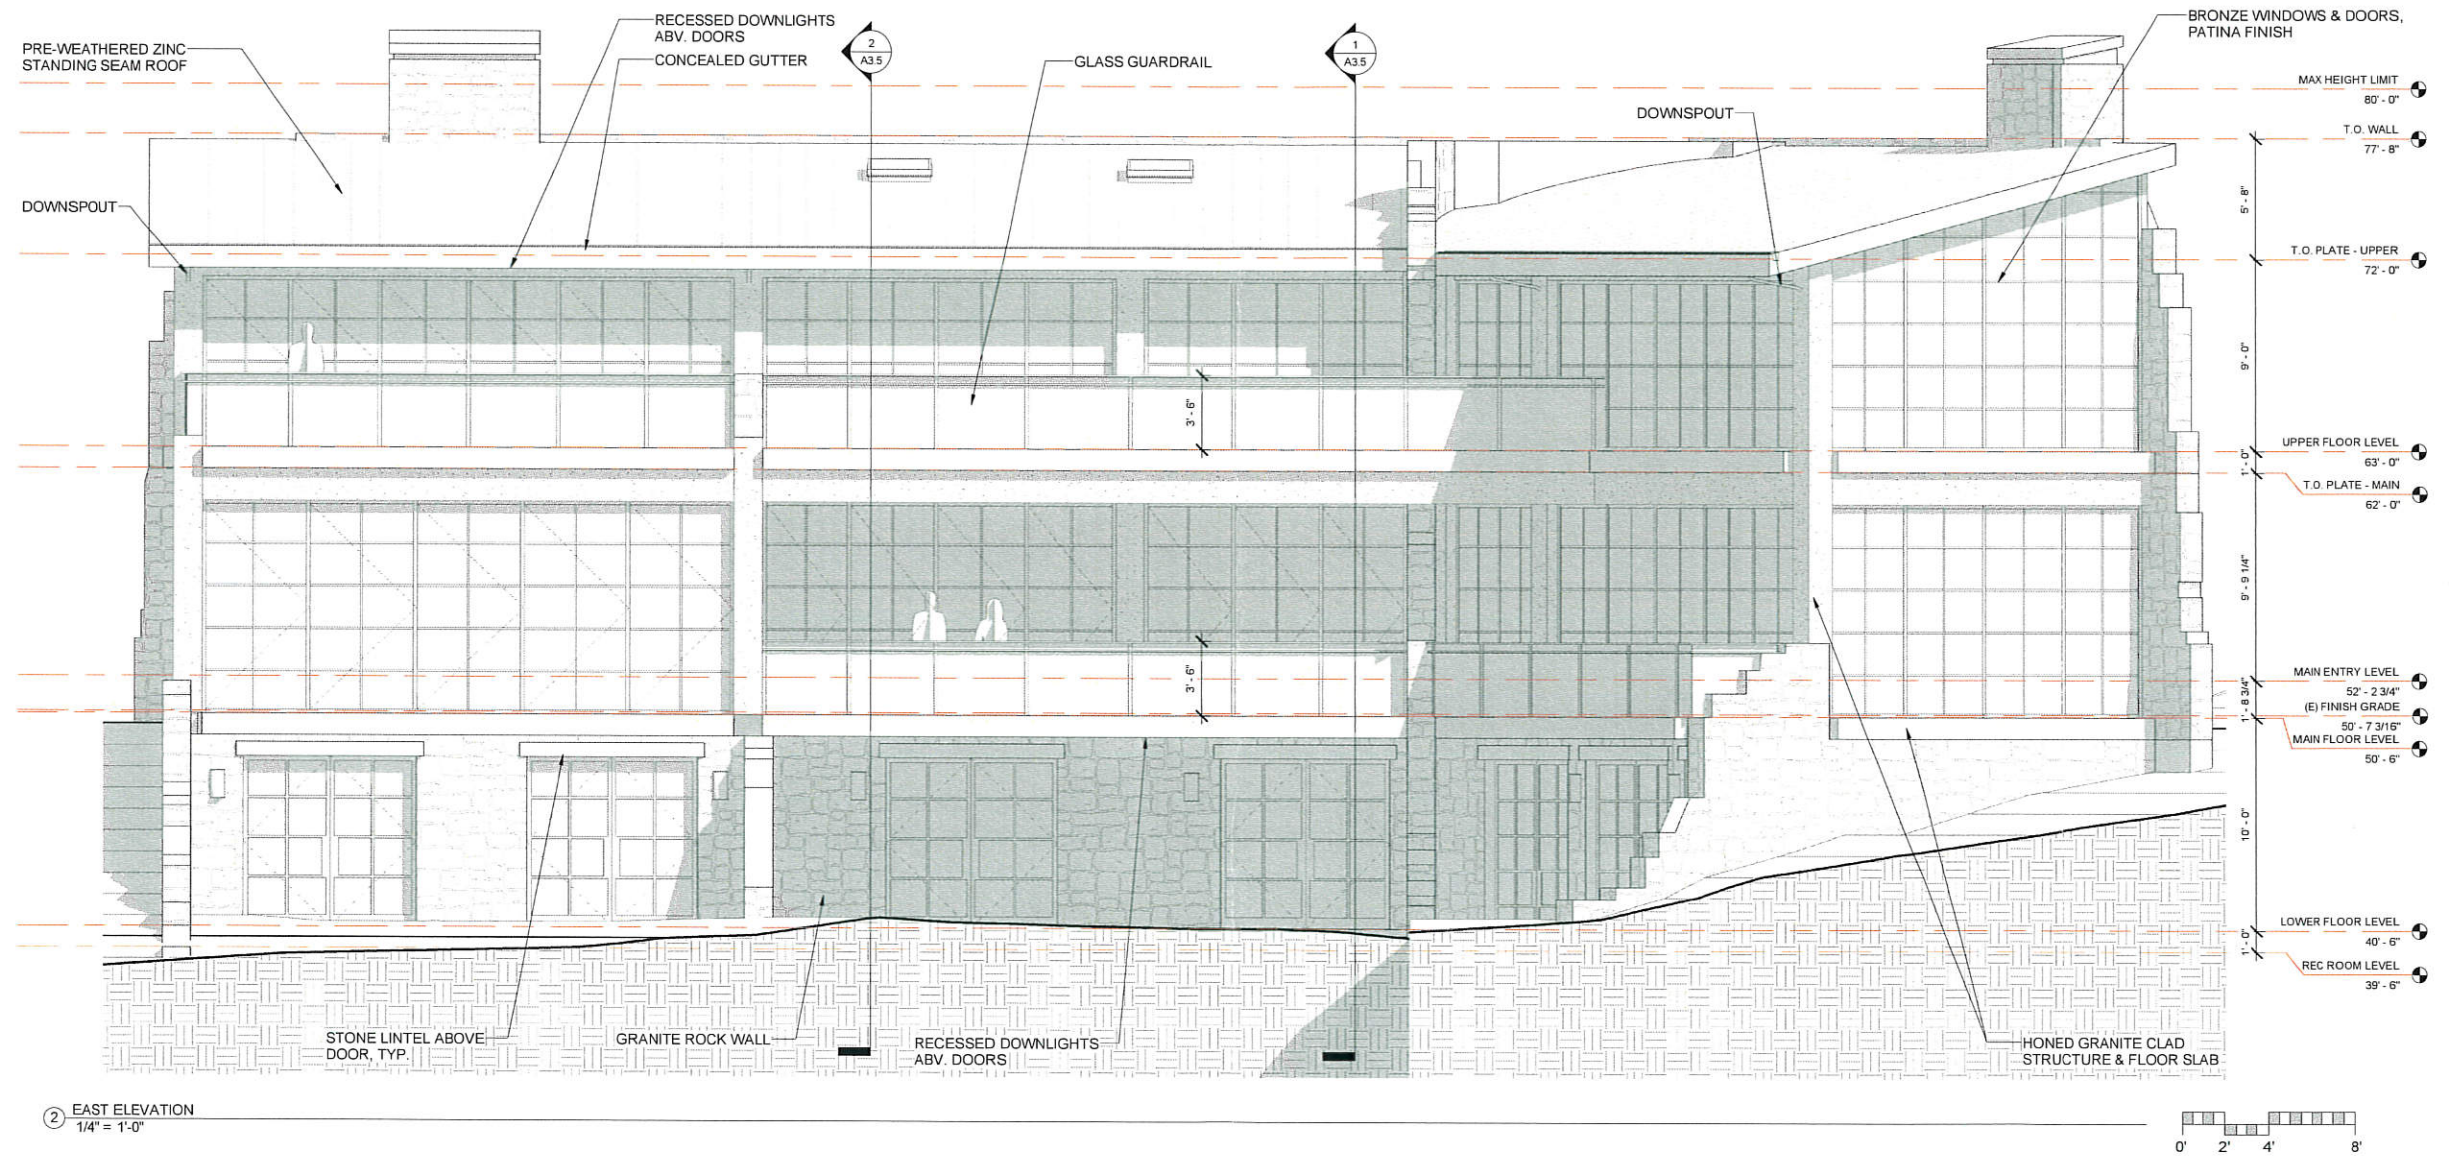 RECESSED DOWNLIGHTS
ABV. DOORS
CONCEALED GUTTER
PRE-WEATHERED ZINC
STANDING SEAM ROOF
2
A3.5
GLASS GUARDRAIL
1
A3.5
BRONZE WINDOWS & DOORS,
PATINA FINISH
DOWNSPOUT
DOWNSPOUT
MAX HEIGHT LIMIT
80' - 0"
T.O. WALL
77' - 8"
5' - 8"
T.O. PLATE - UPPER
72' - 0"
9' - 0"
3' - 6"
UPPER FLOOR LEVEL
63' - 0"
1' - 0"
T.O. PLATE - MAIN
62' - 0"
9' - 9 1/4"
3' - 6"
MAIN ENTRY LEVEL
52' - 2 3/4"
1' - 8 3/4"
(E) FINISH GRADE
50' - 7 3/16"
MAIN FLOOR LEVEL
50' - 6"
10' - 0"
LOWER FLOOR LEVEL
40' - 6"
1' - 0"
REC ROOM LEVEL
39' - 6"
STONE LINTEL ABOVE
DOOR, TYP.
GRANITE ROCK WALL
RECESSED DOWNLIGHTS
ABV. DOORS
HONED GRANITE CLAD
STRUCTURE & FLOOR SLAB
2 EAST ELEVATION
1/4" = 1'-0"
0' 2' 4' 8'